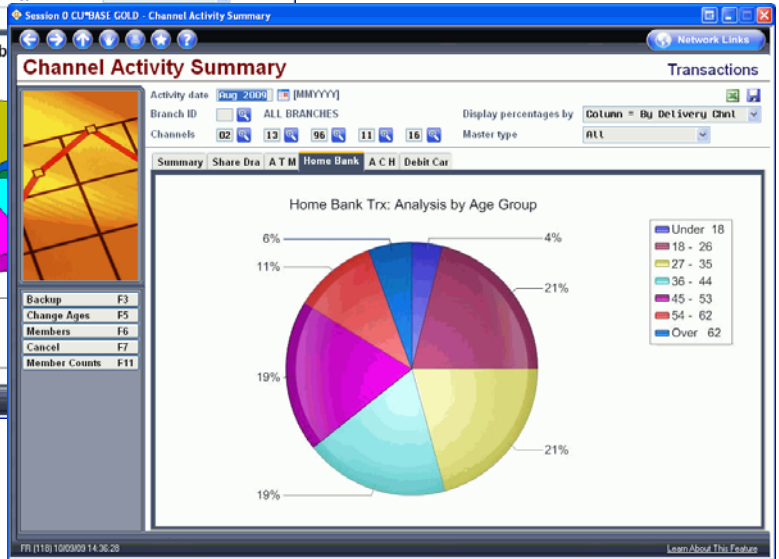 Session 0 CU*BASE GOLD - Channel Activity Summary
Network Links
Channel Activity Summary
Transactions
Activity date Aug 2009 [MMYYYY]
Branch ID ALL BRANCHES Display percentages by Column = By Delivery Chnl
Channels 02 13 96 11 16 Master type All
Summary Share Dra A T M Home Bank A C H Debit Car
Home Bank Trx: Analysis by Age Group
6%
4%
11%
21%
19%
21%
19%
Under 18
18 - 26
27 - 35
36 - 44
45 - 53
54 - 62
Over 62
Backup F3
Change Ages F5
Members F6
Cancel F7
Member Counts F11
FR (118) 10/09/09 14:36:28
Learn About This Feature